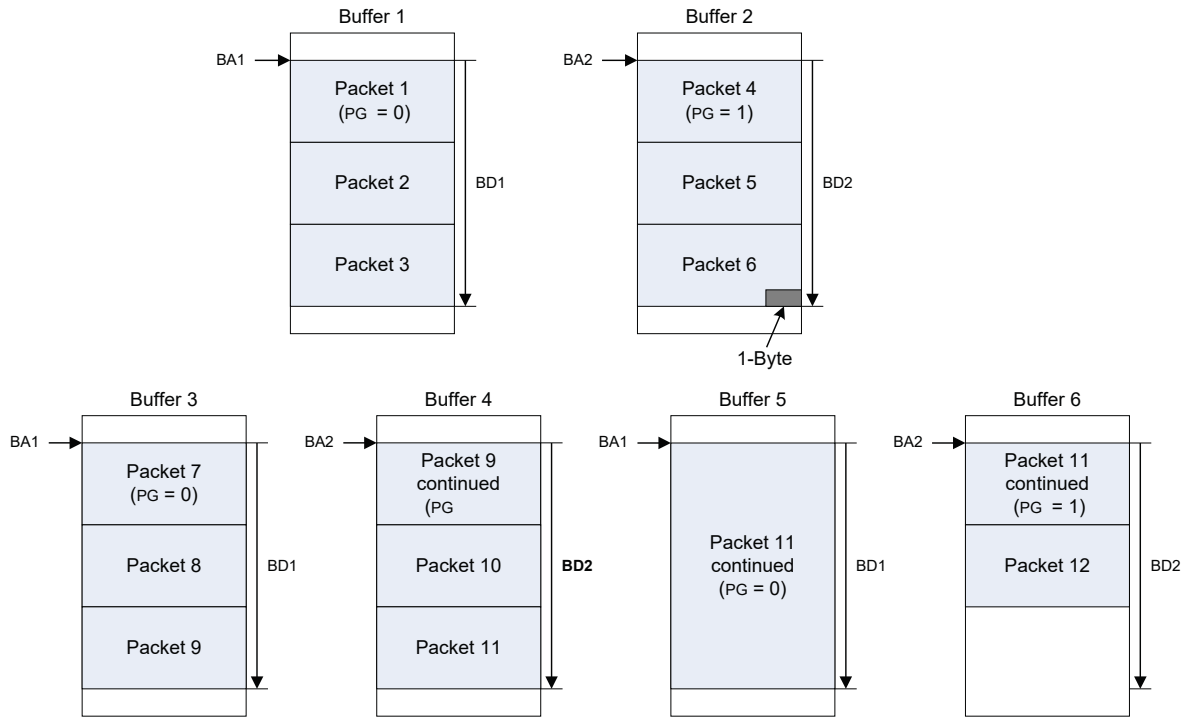 Buffer 1
BA1
Packet 1
(PG = 0)
Packet 2
Packet 3
BD1
Buffer 2
BA2
Packet 4
(PG = 1)
Packet 5
Packet 6
BD2
1-Byte
Buffer 3
BA1
Packet 7
(PG = 0)
Packet 8
Packet 9
BD1
Buffer 4
BA2
Packet 9
continued
(PG
Packet 10
Packet 11
BD2
Buffer 5
BA1
Packet 11
continued
(PG = 0)
BD1
Buffer 6
BA2
Packet 11
continued
(PG = 1)
Packet 12
BD2